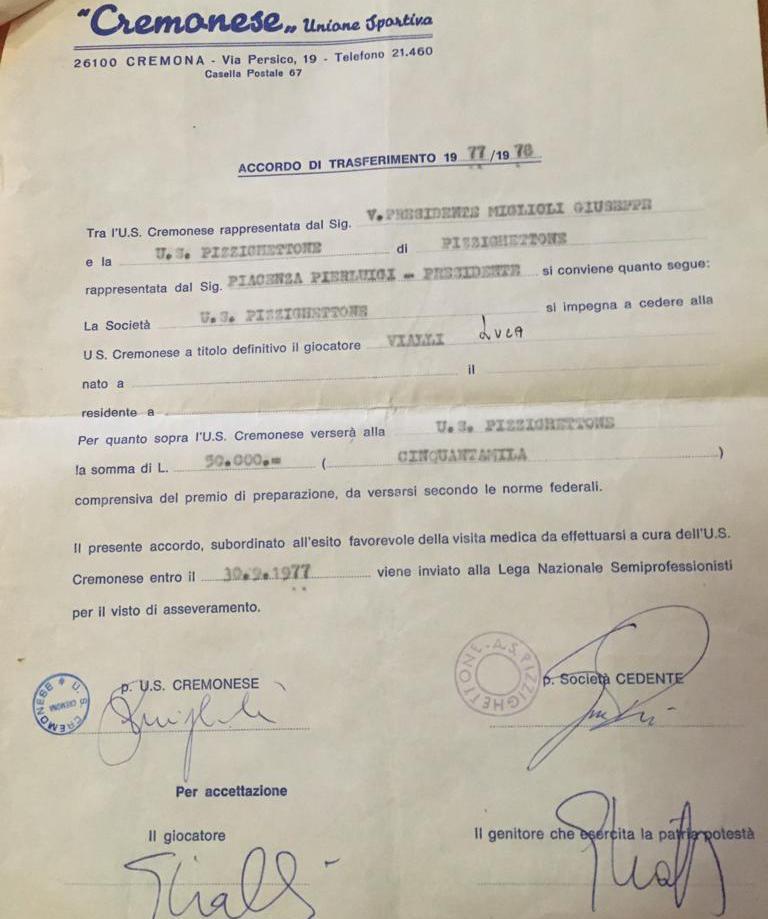 "Cremonese„ Unione Sportiva
26100 CREMONA - Via Persico, 19 - Telefono 21.460
Casella Postale 67
ACCORDO DI TRASFERIMENTO 19 77 /19 78
Tra l'U.S. Cremonese rappresentata dal Sig. V.PRESIDENTE MIGLIOLI GIUSEPPE
e la U.S. PIZZIGHETTONE di PIZZIGHETTONE
rappresentata dal Sig. PIACENZA PIERLUIGI - PRESIDENTE si conviene quanto segue:
La Società U.S. PIZZIGHETTONE si impegna a cedere alla
U S. Cremonese a titolo definitivo il giocatore VIALLI Luca
nato a il
residente a
Per quanto sopra l'U.S. Cremonese verserà alla U.S. PIZZIGHETTONE
la somma di L. 50.000.= ( CINQUANTAMILA )
comprensiva del premio di preparazione, da versarsi secondo le norme federali.
Il presente accordo, subordinato all'esito favorevole della visita medica da effettuarsi a cura dell'U.S.
Cremonese entro il 30.9.1977 viene inviato alla Lega Nazionale Semiprofessionisti
per il visto di asseveramento.
U.S. CREMONESE CREMONA
p. U.S. CREMONESE
A.S. PIZZIGHETTONE
p. Società CEDENTE
Per accettazione
Il giocatore Il genitore che esercita la patria potestà
Vialli